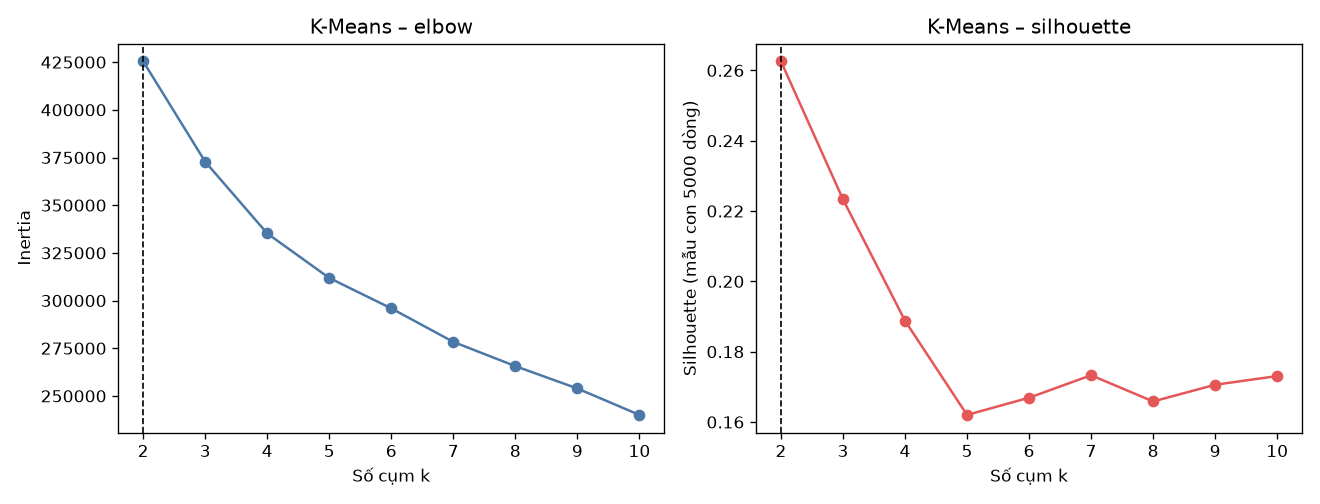 K-Means – elbow
Inertia
425000
400000
375000
350000
325000
300000
275000
250000
2 3 4 5 6 7 8 9 10
Số cụm k
K-Means – silhouette
Silhouette (mẫu con 5000 dòng)
0.26
0.24
0.22
0.20
0.18
0.16
2 3 4 5 6 7 8 9 10
Số cụm k